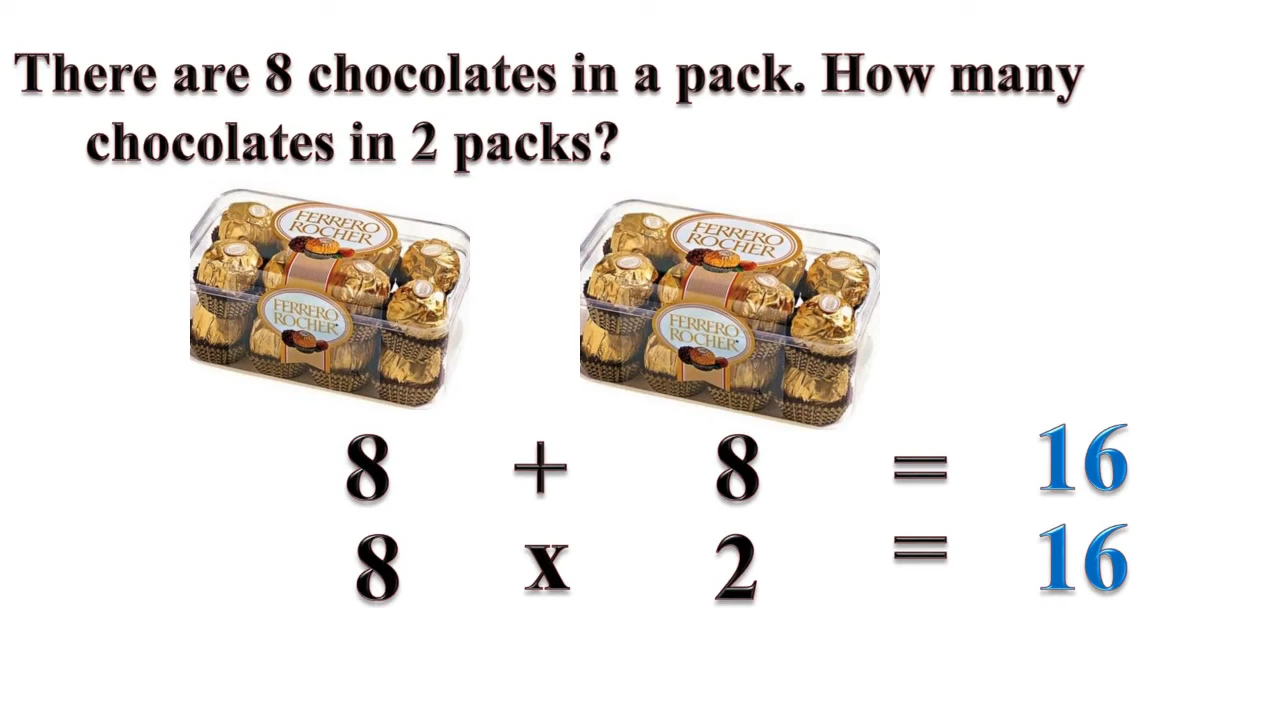 There are 8 chocolates in a pack. How many
chocolates in 2 packs?
FERRERO
ROCHER
FERRERO
ROCHER
FERRERO
ROCHER
FERRERO
ROCHER
8 + 8 = 16
8 x 2 = 16